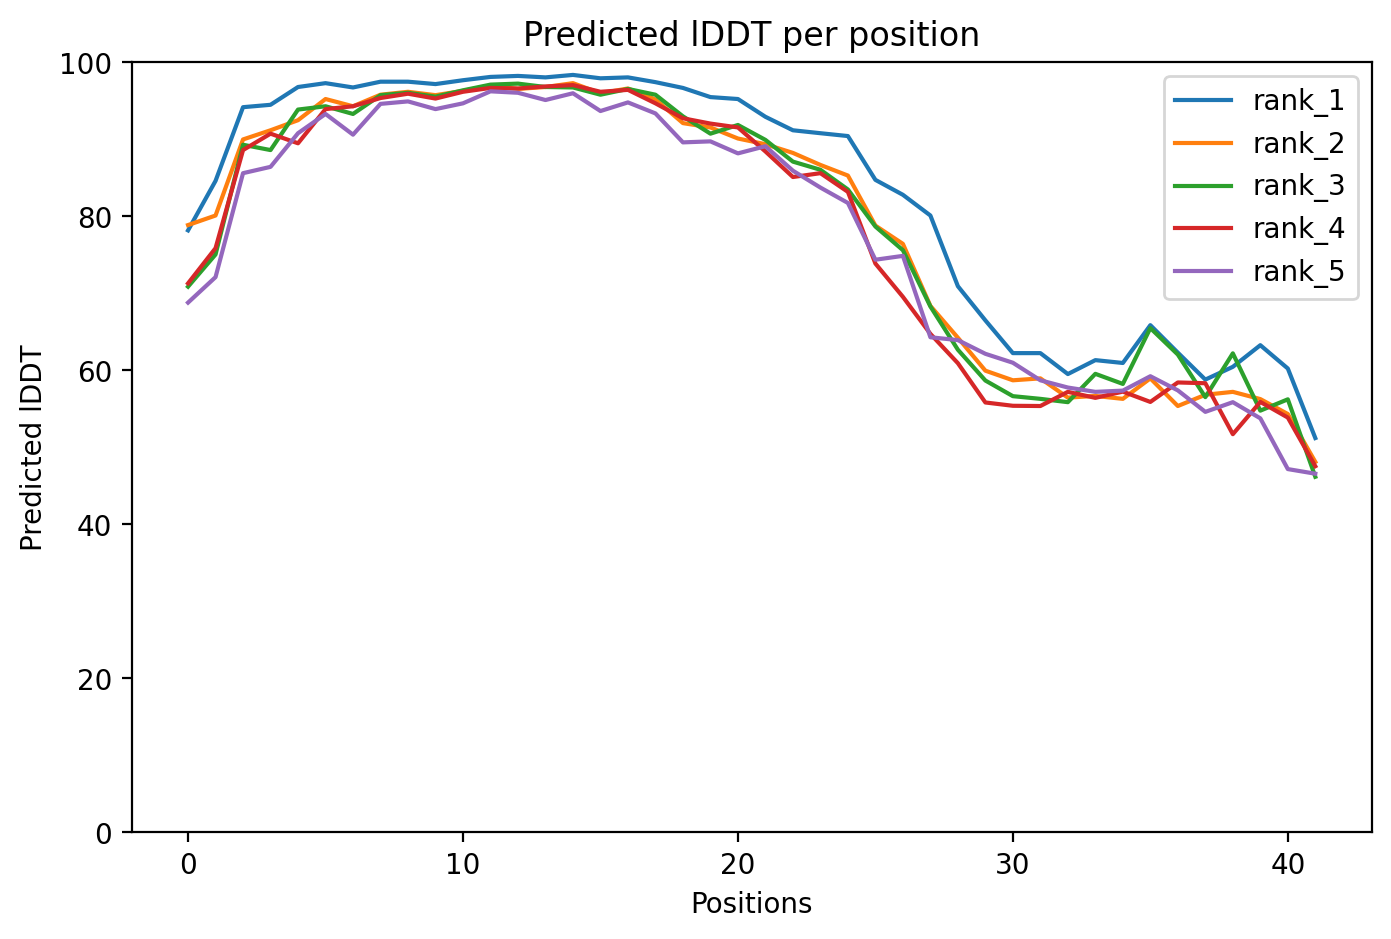 Predicted lDDT per position
100
80
60
40
20
0
Predicted lDDT
0 10 20 30 40
Positions
rank_1
rank_2
rank_3
rank_4
rank_5